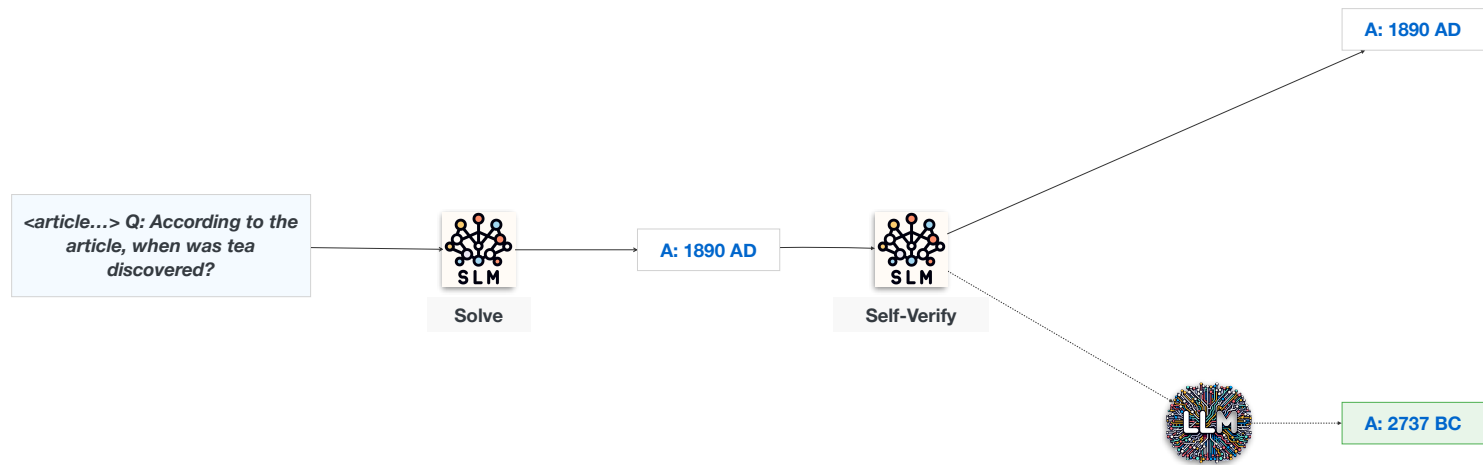 A: 1890 AD
<article...> Q: According to the
article, when was tea
discovered?
SLM
Solve
A: 1890 AD
SLM
Self-Verify
LLM
A: 2737 BC